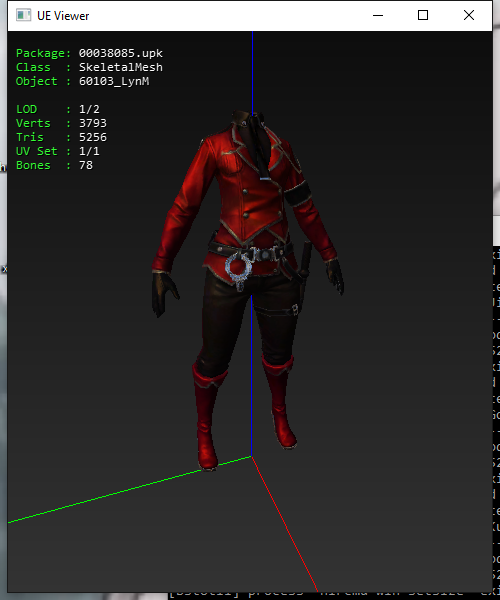 UE Viewer
Package: 00038085.upk
Class : SkeletalMesh
Object : 60103_LynM
LOD : 1/2
Verts : 3793
Tris : 5256
UV Set : 1/1
Bones : 78